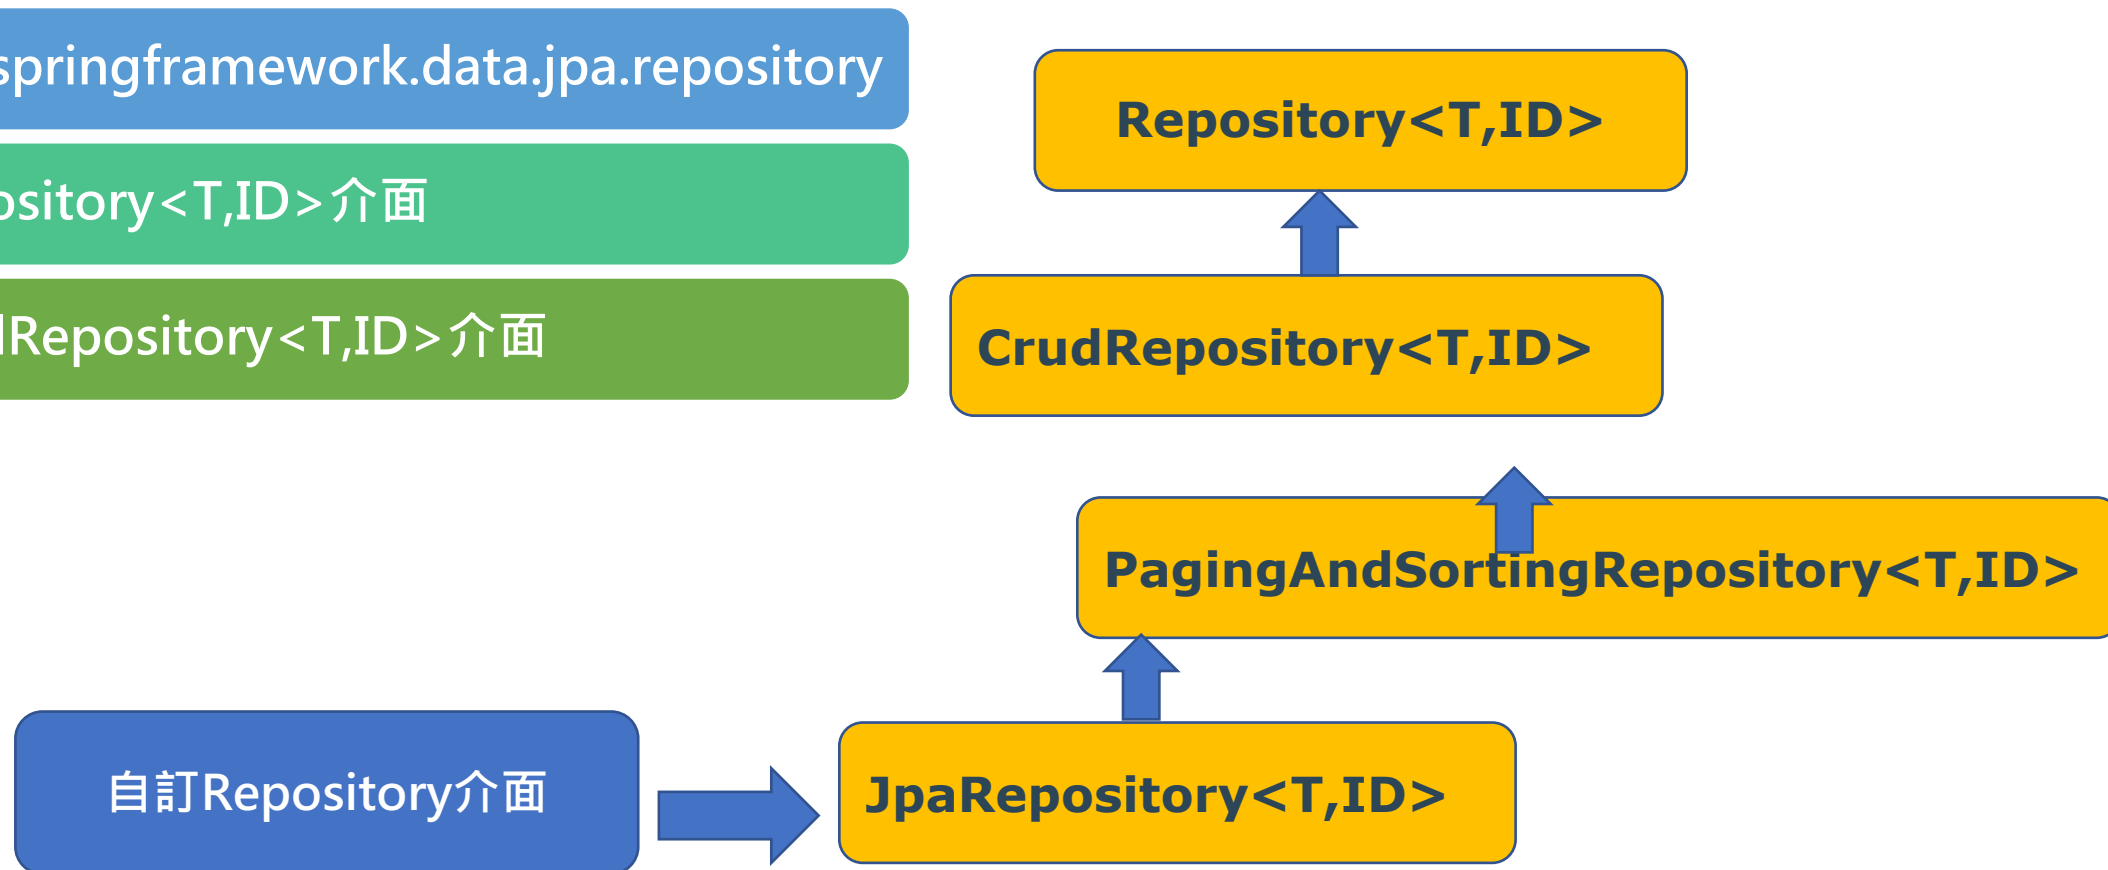 springframework.data.jpa.repository
ository<T,ID>介面
Repository<T,ID>介面
Repository<T,ID>
CrudRepository<T,ID>
PagingAndSortingRepository<T,ID>
自訂Repository介面
JpaRepository<T,ID>